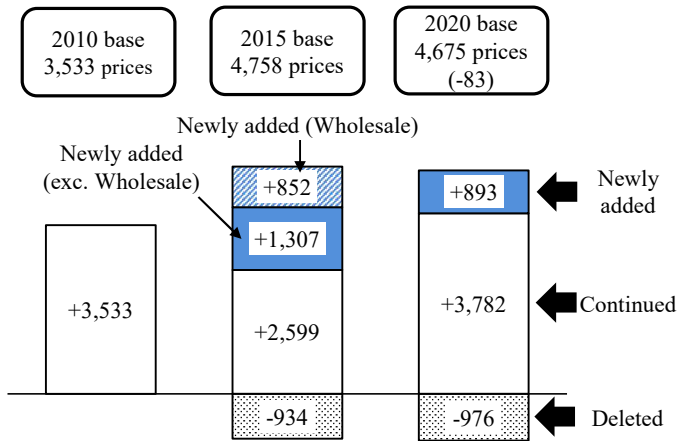 2010 base
3,533 prices
2015 base
4,758 prices
2020 base
4,675 prices
(-83)
Newly added (Wholesale)
Newly added
(exc. Wholesale)
+852
+1,307
+2,599
-934
+3,533
+893
+3,782
-976
Newly
added
Continued
Deleted